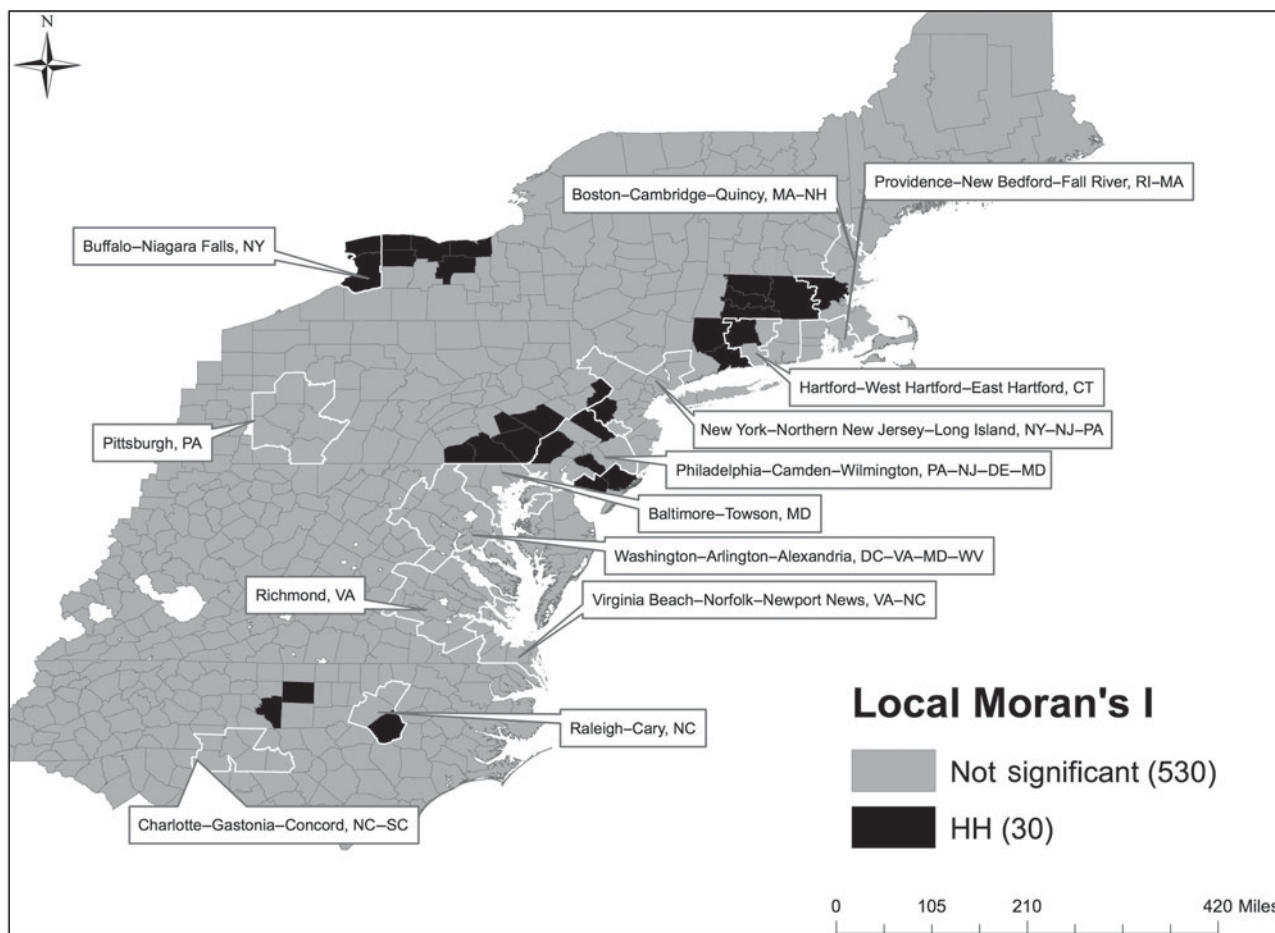 N
Boston–Cambridge–Quincy, MA–NH
Providence–New Bedford–Fall River, RI–MA
Buffalo–Niagara Falls, NY
Hartford–West Hartford–East Hartford, CT
New York–Northern New Jersey–Long Island, NY–NJ–PA
Pittsburgh, PA
Philadelphia–Camden–Wilmington, PA–NJ–DE–MD
Baltimore–Towson, MD
Washington–Arlington–Alexandria, DC–VA–MD–WV
Richmond, VA
Virginia Beach–Norfolk–Newport News, VA–NC
Raleigh–Cary, NC
Charlotte–Gastonia–Concord, NC–SC
Local Moran's I
Not significant (530)
HH (30)
0 105 210 420 Miles